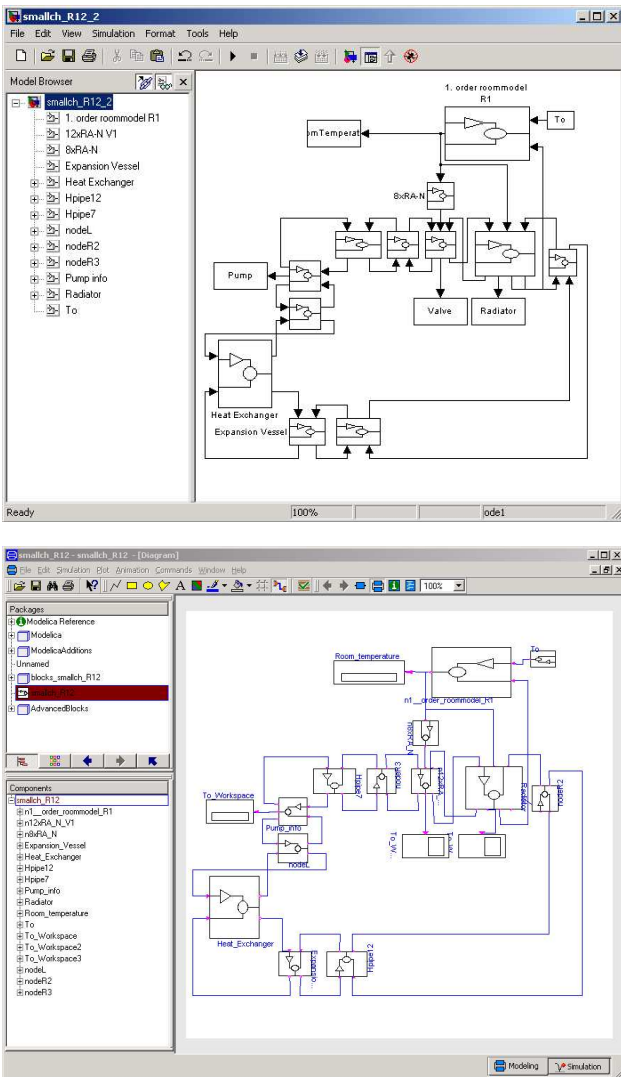 smallch_R12_2
File Edit View Simulation Format Tools Help
Model Browser
smallch_R12_2
1. order roommodel R1
12xRA-N V1
8xRA-N
Expansion Vessel
Heat Exchanger
Hpipe12
Hpipe7
nodeL
nodeR2
nodeR3
Pump info
Radiator
To
1. order roommodel
R1
To
omTemperat
8xRA-N
Pump
Valve
Radiator
Heat Exchanger
Expansion Vessel
Ready 100% ode1
smallch_R12 - smallch_R12 - [Diagram]
File Edit Simulation Plot Animation Commands Window Help
100%
Packages
Modelica Reference
Modelica
ModelicaAdditions
Unnamed
blocks_smallch_R12
smallch_R12
AdvancedBlocks
Components
smallch_R12
n1__order_roommodel_R1
n12xRA_N_V1
n8xRA_N
Expansion_Vessel
Heat_Exchanger
Hpipe12
Hpipe7
Pump_info
Radiator
Room_temperature
To
To_Workspace
To_Workspace2
To_Workspace3
nodeL
nodeR2
nodeR3
Room_temperature
To
n1__order_roommodel_R1
n8xRA_N
To_Workspace
Hpipe7
nodeR3
n12xRA...
Radiator
nodeR2
Pump_info
nodeL
To_W...
To_W...
Heat_Exchanger
Expansio...
Hpipe12
Modeling Simulation